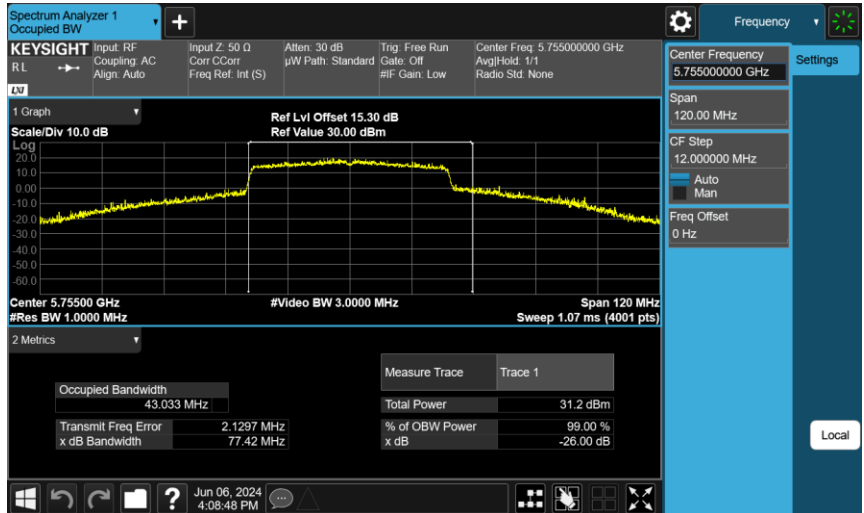 Spectrum Analyzer 1
Occupied BW
+
Frequency
KEYSIGHT
RL
LXI
Input: RF
Coupling: AC
Align: Auto
Input Z: 50 Ω
Corr CCorr
Freq Ref: Int (S)
Atten: 30 dB
µW Path: Standard
Trig: Free Run
Gate: Off
#IF Gain: Low
Center Freq: 5.755000000 GHz
Avg|Hold: 1/1
Radio Std: None
Center Frequency
5.755000000 GHz
Settings
Span
120.00 MHz
CF Step
12.000000 MHz
Auto
Man
Freq Offset
0 Hz
1 Graph
Scale/Div 10.0 dB
Ref Lvl Offset 15.30 dB
Ref Value 30.00 dBm
Log
20.0
10.0
0.00
-10.0
-20.0
-30.0
-40.0
-50.0
-60.0
Center 5.75500 GHz
#Video BW 3.0000 MHz
Span 120 MHz
#Res BW 1.0000 MHz
Sweep 1.07 ms (4001 pts)
2 Metrics
Measure Trace Trace 1
Occupied Bandwidth
43.033 MHz
Total Power 31.2 dBm
Transmit Freq Error 2.1297 MHz
% of OBW Power 99.00 %
x dB Bandwidth 77.42 MHz
x dB -26.00 dB
Local
?
Jun 06, 2024
4:08:48 PM